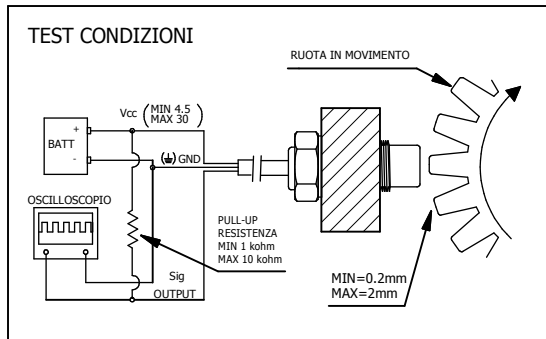 TEST CONDIZIONI
RUOTA IN MOVIMENTO
Vcc (MIN 4.5
MAX 30)
+
BATT
-
(⏚) GND
OSCILLOSCOPIO
PULL-UP
RESISTENZA
MIN 1 kohm
MAX 10 kohm
Sig
OUTPUT
MIN=0.2mm
MAX=2mm